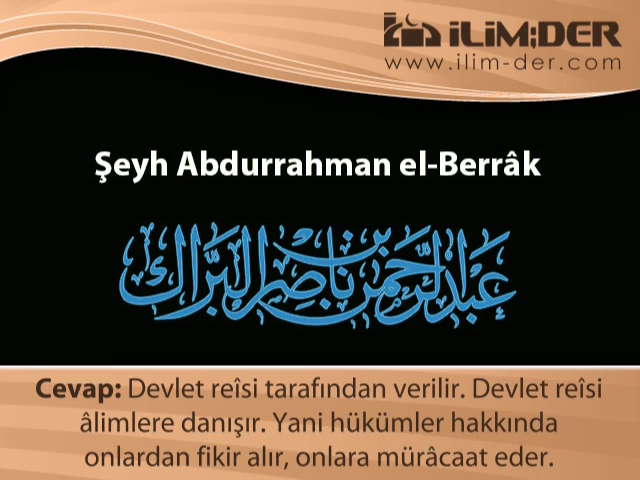 İLİM;DER
www.ilim-der.com
Şeyh Abdurrahman el-Berrâk
عبد الرحمن بن ناصر البراك
Cevap: Devlet reîsi tarafından verilir. Devlet reîsi
âlimlere danışır. Yani hükümler hakkında
onlardan fikir alır, onlara mürâcaat eder.